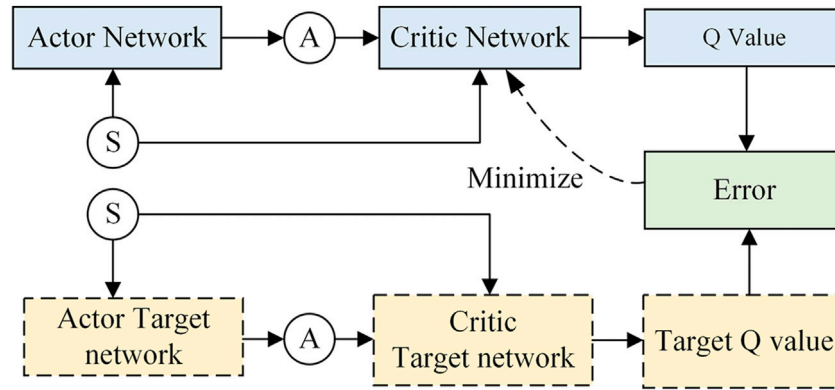 Actor Network
A
Critic Network
Q Value
S
Minimize
Error
S
Actor Target
network
A
Critic
Target network
Target Q value